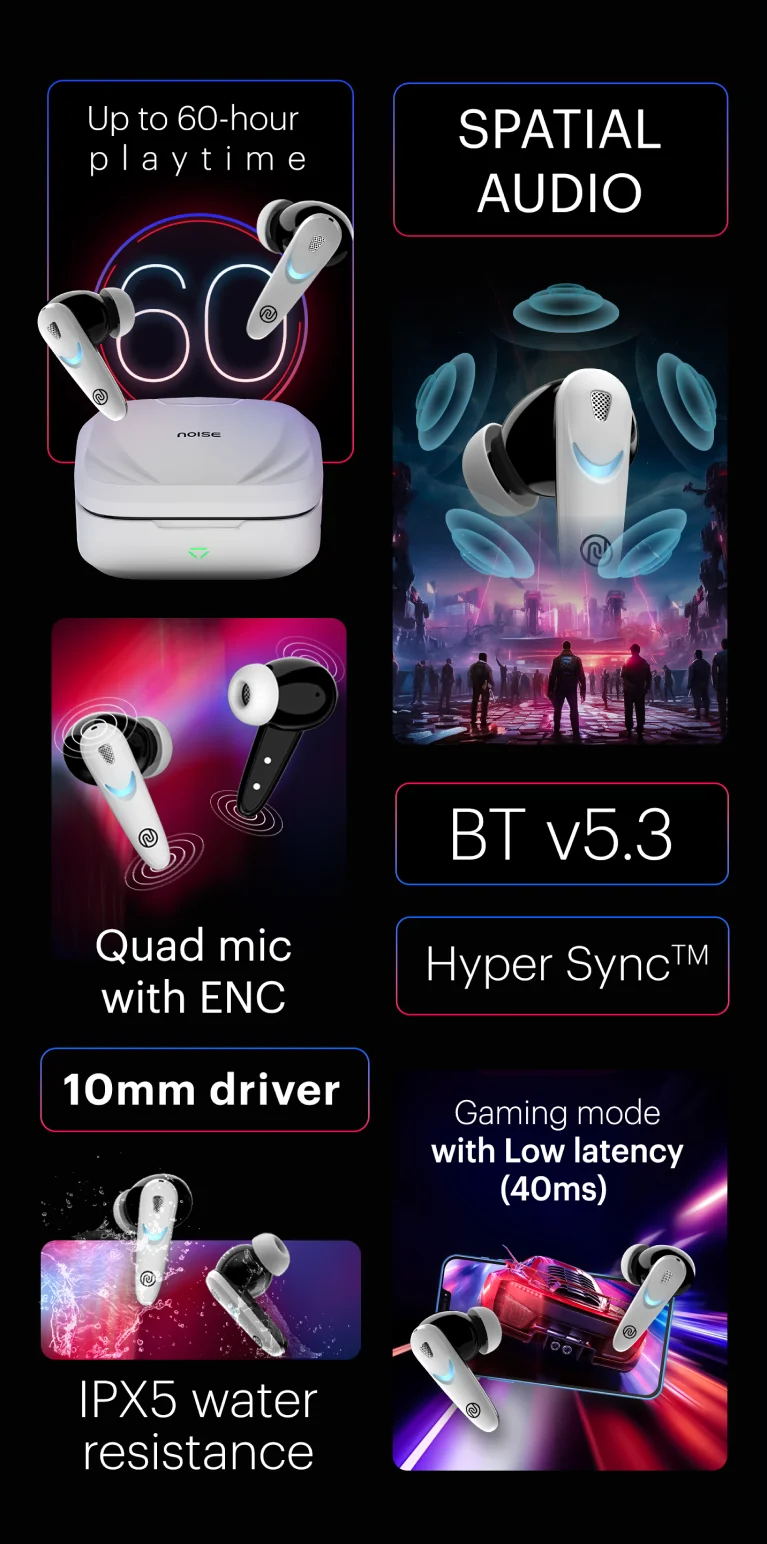 Up to 60-hour
playtime
60
NOISE
SPATIAL
AUDIO
Quad mic
with ENC
BT v5.3
Hyper Sync™
10mm driver
IPX5 water
resistance
Gaming mode
with Low latency
(40ms)